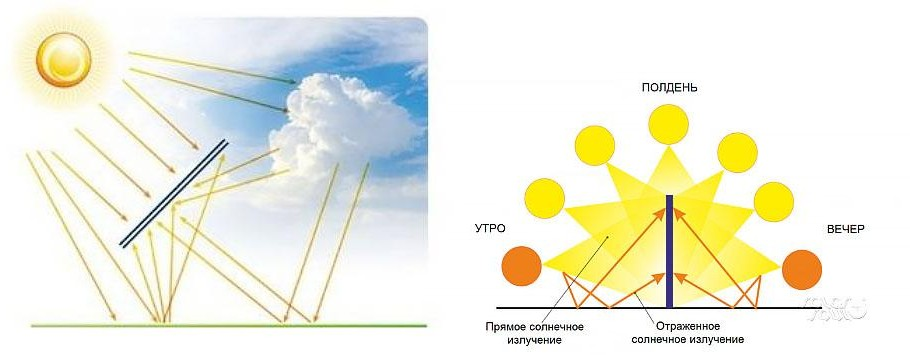 ПОЛДЕНЬ
УТРО
ВЕЧЕР
Прямое солнечное
излучение
Отраженное
солнечное излучение